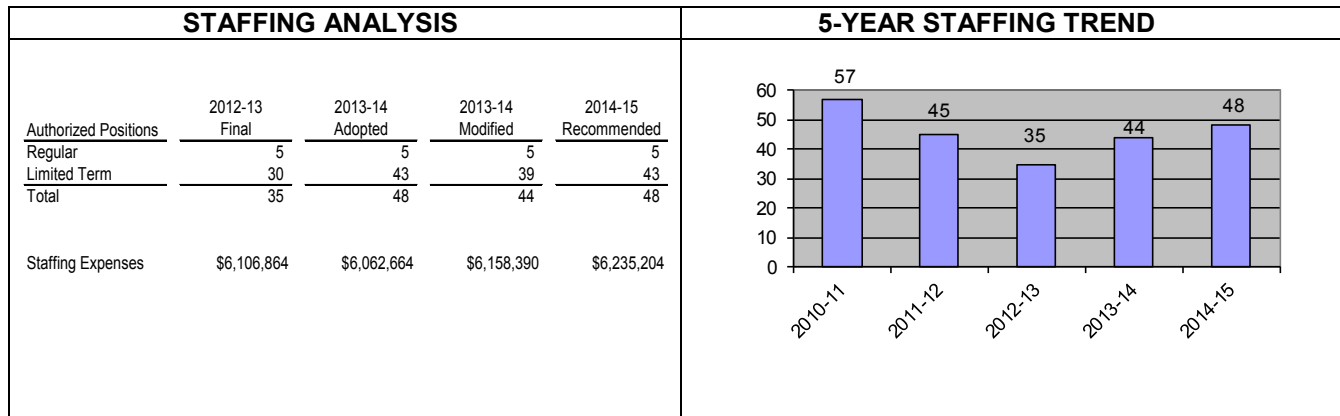 STAFFING ANALYSIS
2012-13 2013-14 2013-14 2014-15
Authorized Positions Final Adopted Modified Recommended
Regular 5 5 5 5
Limited Term 30 43 39 43
Total 35 48 44 48
Staffing Expenses $6,106,864 $6,062,664 $6,158,390 $6,235,204
5-YEAR STAFFING TREND
57
45
35
44
48
60
50
40
30
20
10
0
2010-11
2011-12
2012-13
2013-14
2014-15